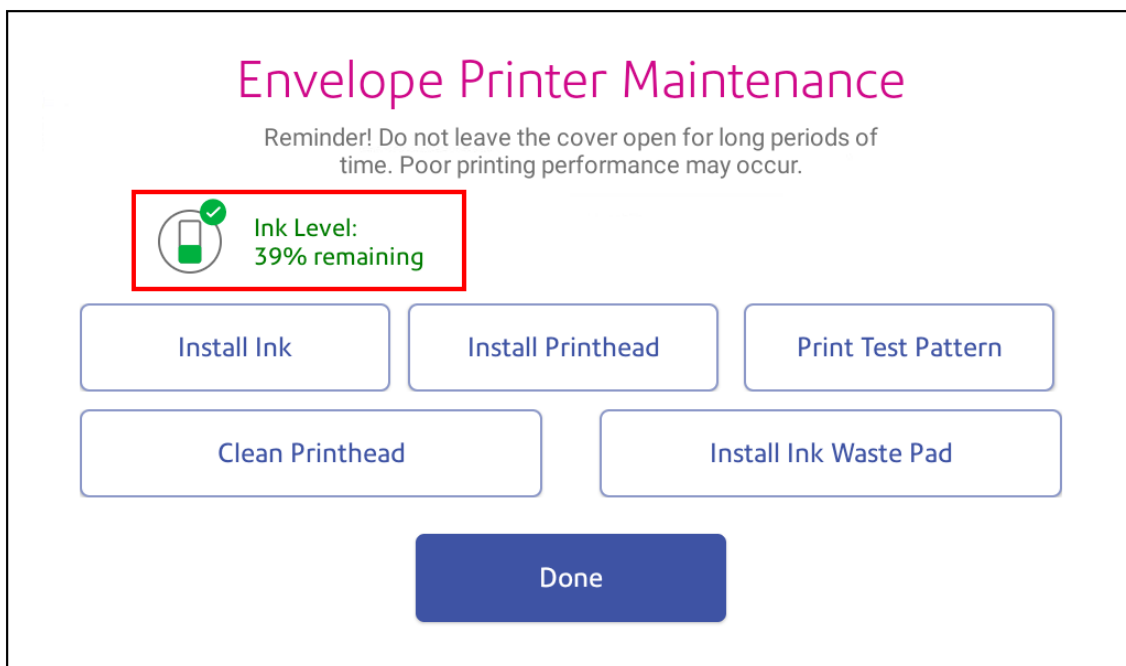 Envelope Printer Maintenance
Reminder! Do not leave the cover open for long periods of
time. Poor printing performance may occur.
Ink Level:
39% remaining
Install Ink
Install Printhead
Print Test Pattern
Clean Printhead
Install Ink Waste Pad
Done